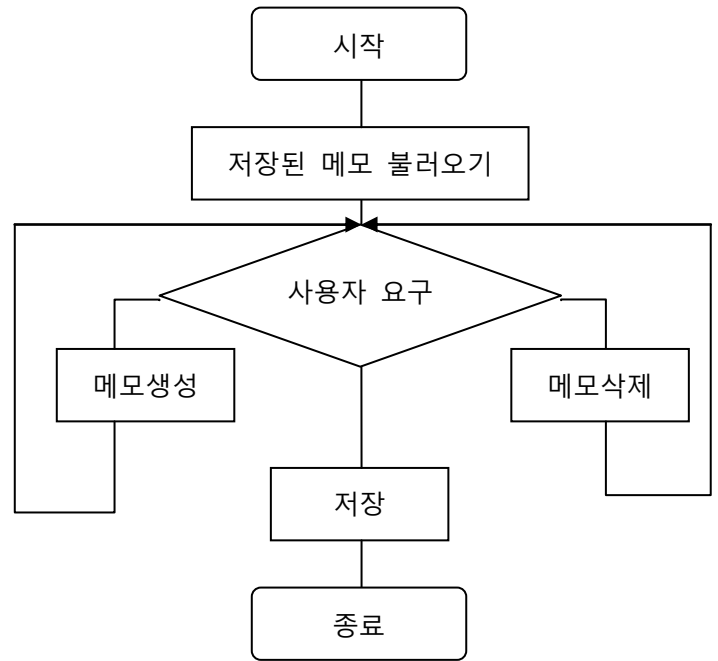 시작
저장된 메모 불러오기
사용자 요구
메모생성
메모삭제
저장
종료